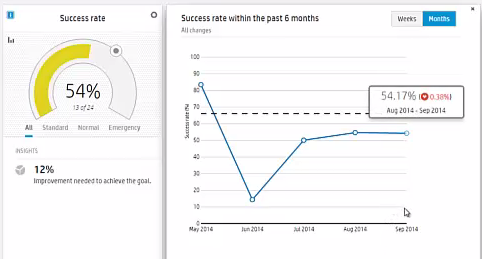 Success rate
54%
13 of 24
All Standard Normal Emergency
INSIGHTS
12%
Improvement needed to achieve the goal.
Success rate within the past 6 months
All changes
Weeks Months
Success rate (%)
100
90
80
70
60
50
40
30
20
10
0
54.17% (0.38%)
Aug 2014 - Sep 2014
May 2014 Jun 2014 Jul 2014 Aug 2014 Sep 2014